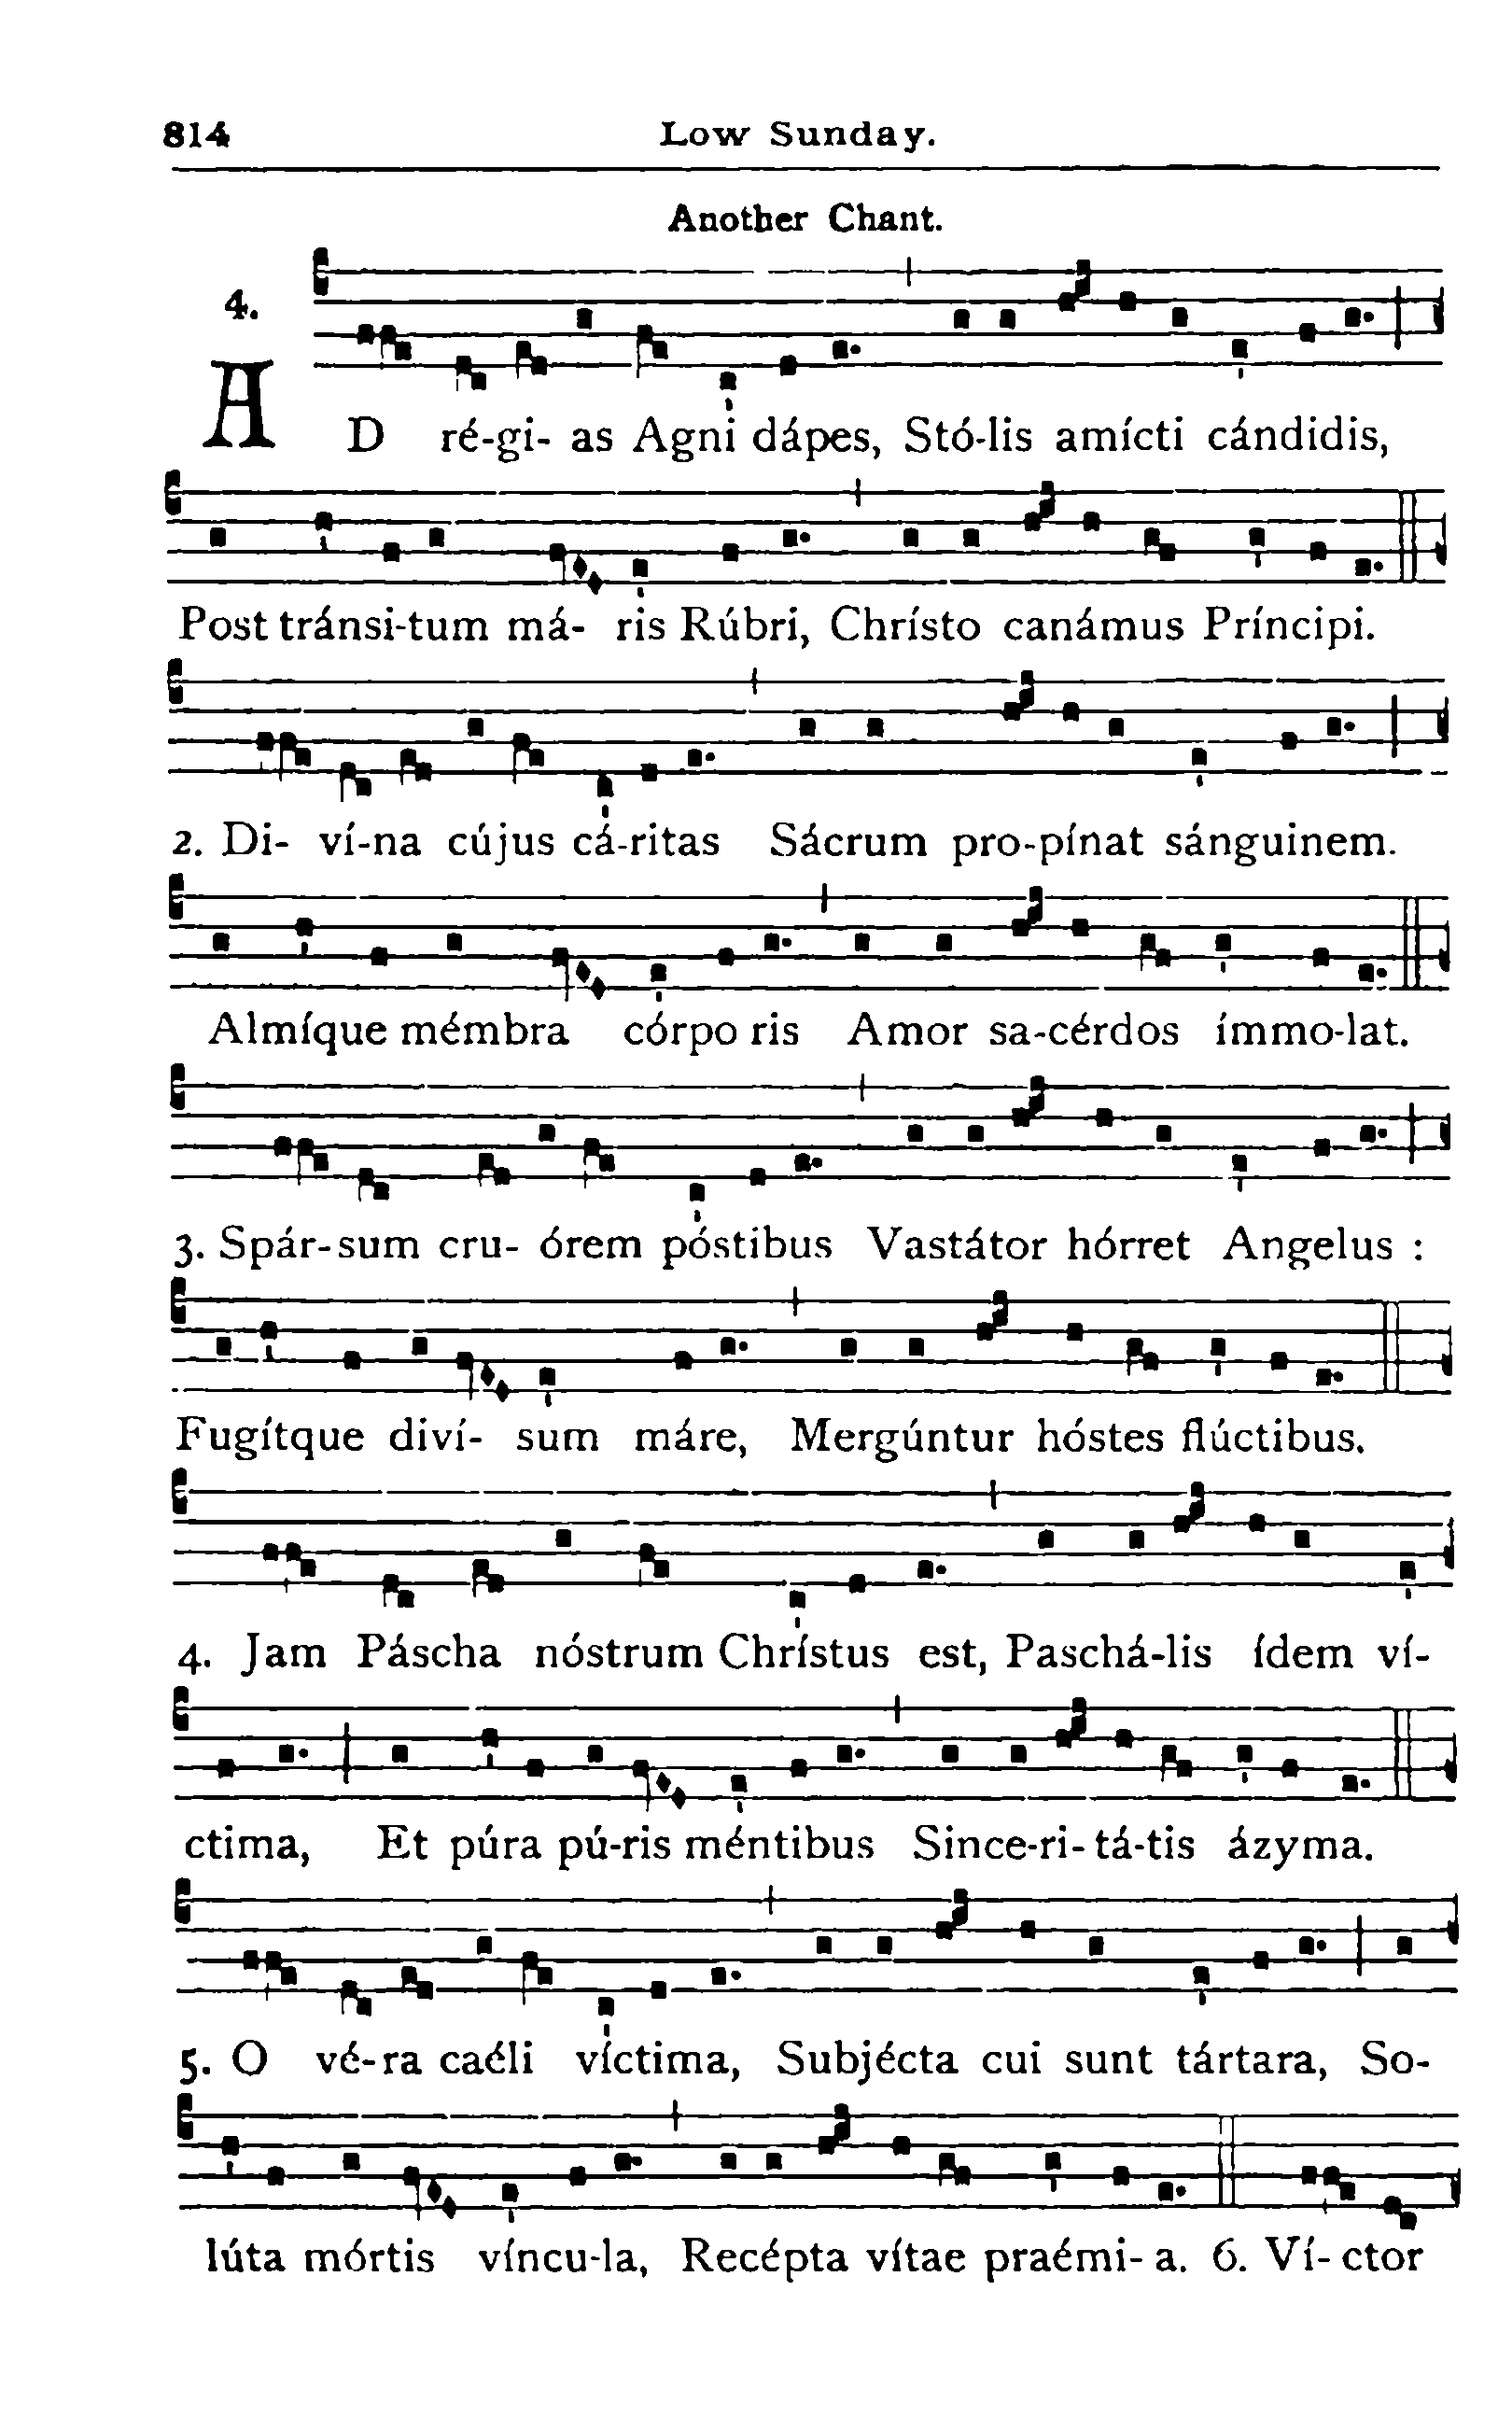 814 Low Sunday.
Another Chant.
4.
AD ré-gi- as Agni dápes, Stó-lis amícti cándidis,
Post tránsi-tum má- ris Rúbri, Chrísto canámus Príncipi.
2. Di- ví-na cújus cá-ritas Sácrum pro-pínat sánguinem.
Almíque mémbra córpo ris Amor sa-cérdos ímmo-lat.
3. Spár-sum cru- órem póstibus Vastátor hórret Angelus :
Fugítque diví- sum máre, Mergúntur hóstes flúctibus.
4. Jam Páscha nóstrum Chrístus est, Paschá-lis ídem ví-
ctima, Et púra pú-ris méntibus Since-ri- tá-tis ázyma.
5. O vé-ra caéli víctima, Subjécta cui sunt tártara, So-
lúta mórtis víncu-la, Recépta vítae praémi- a. 6. Ví- ctor